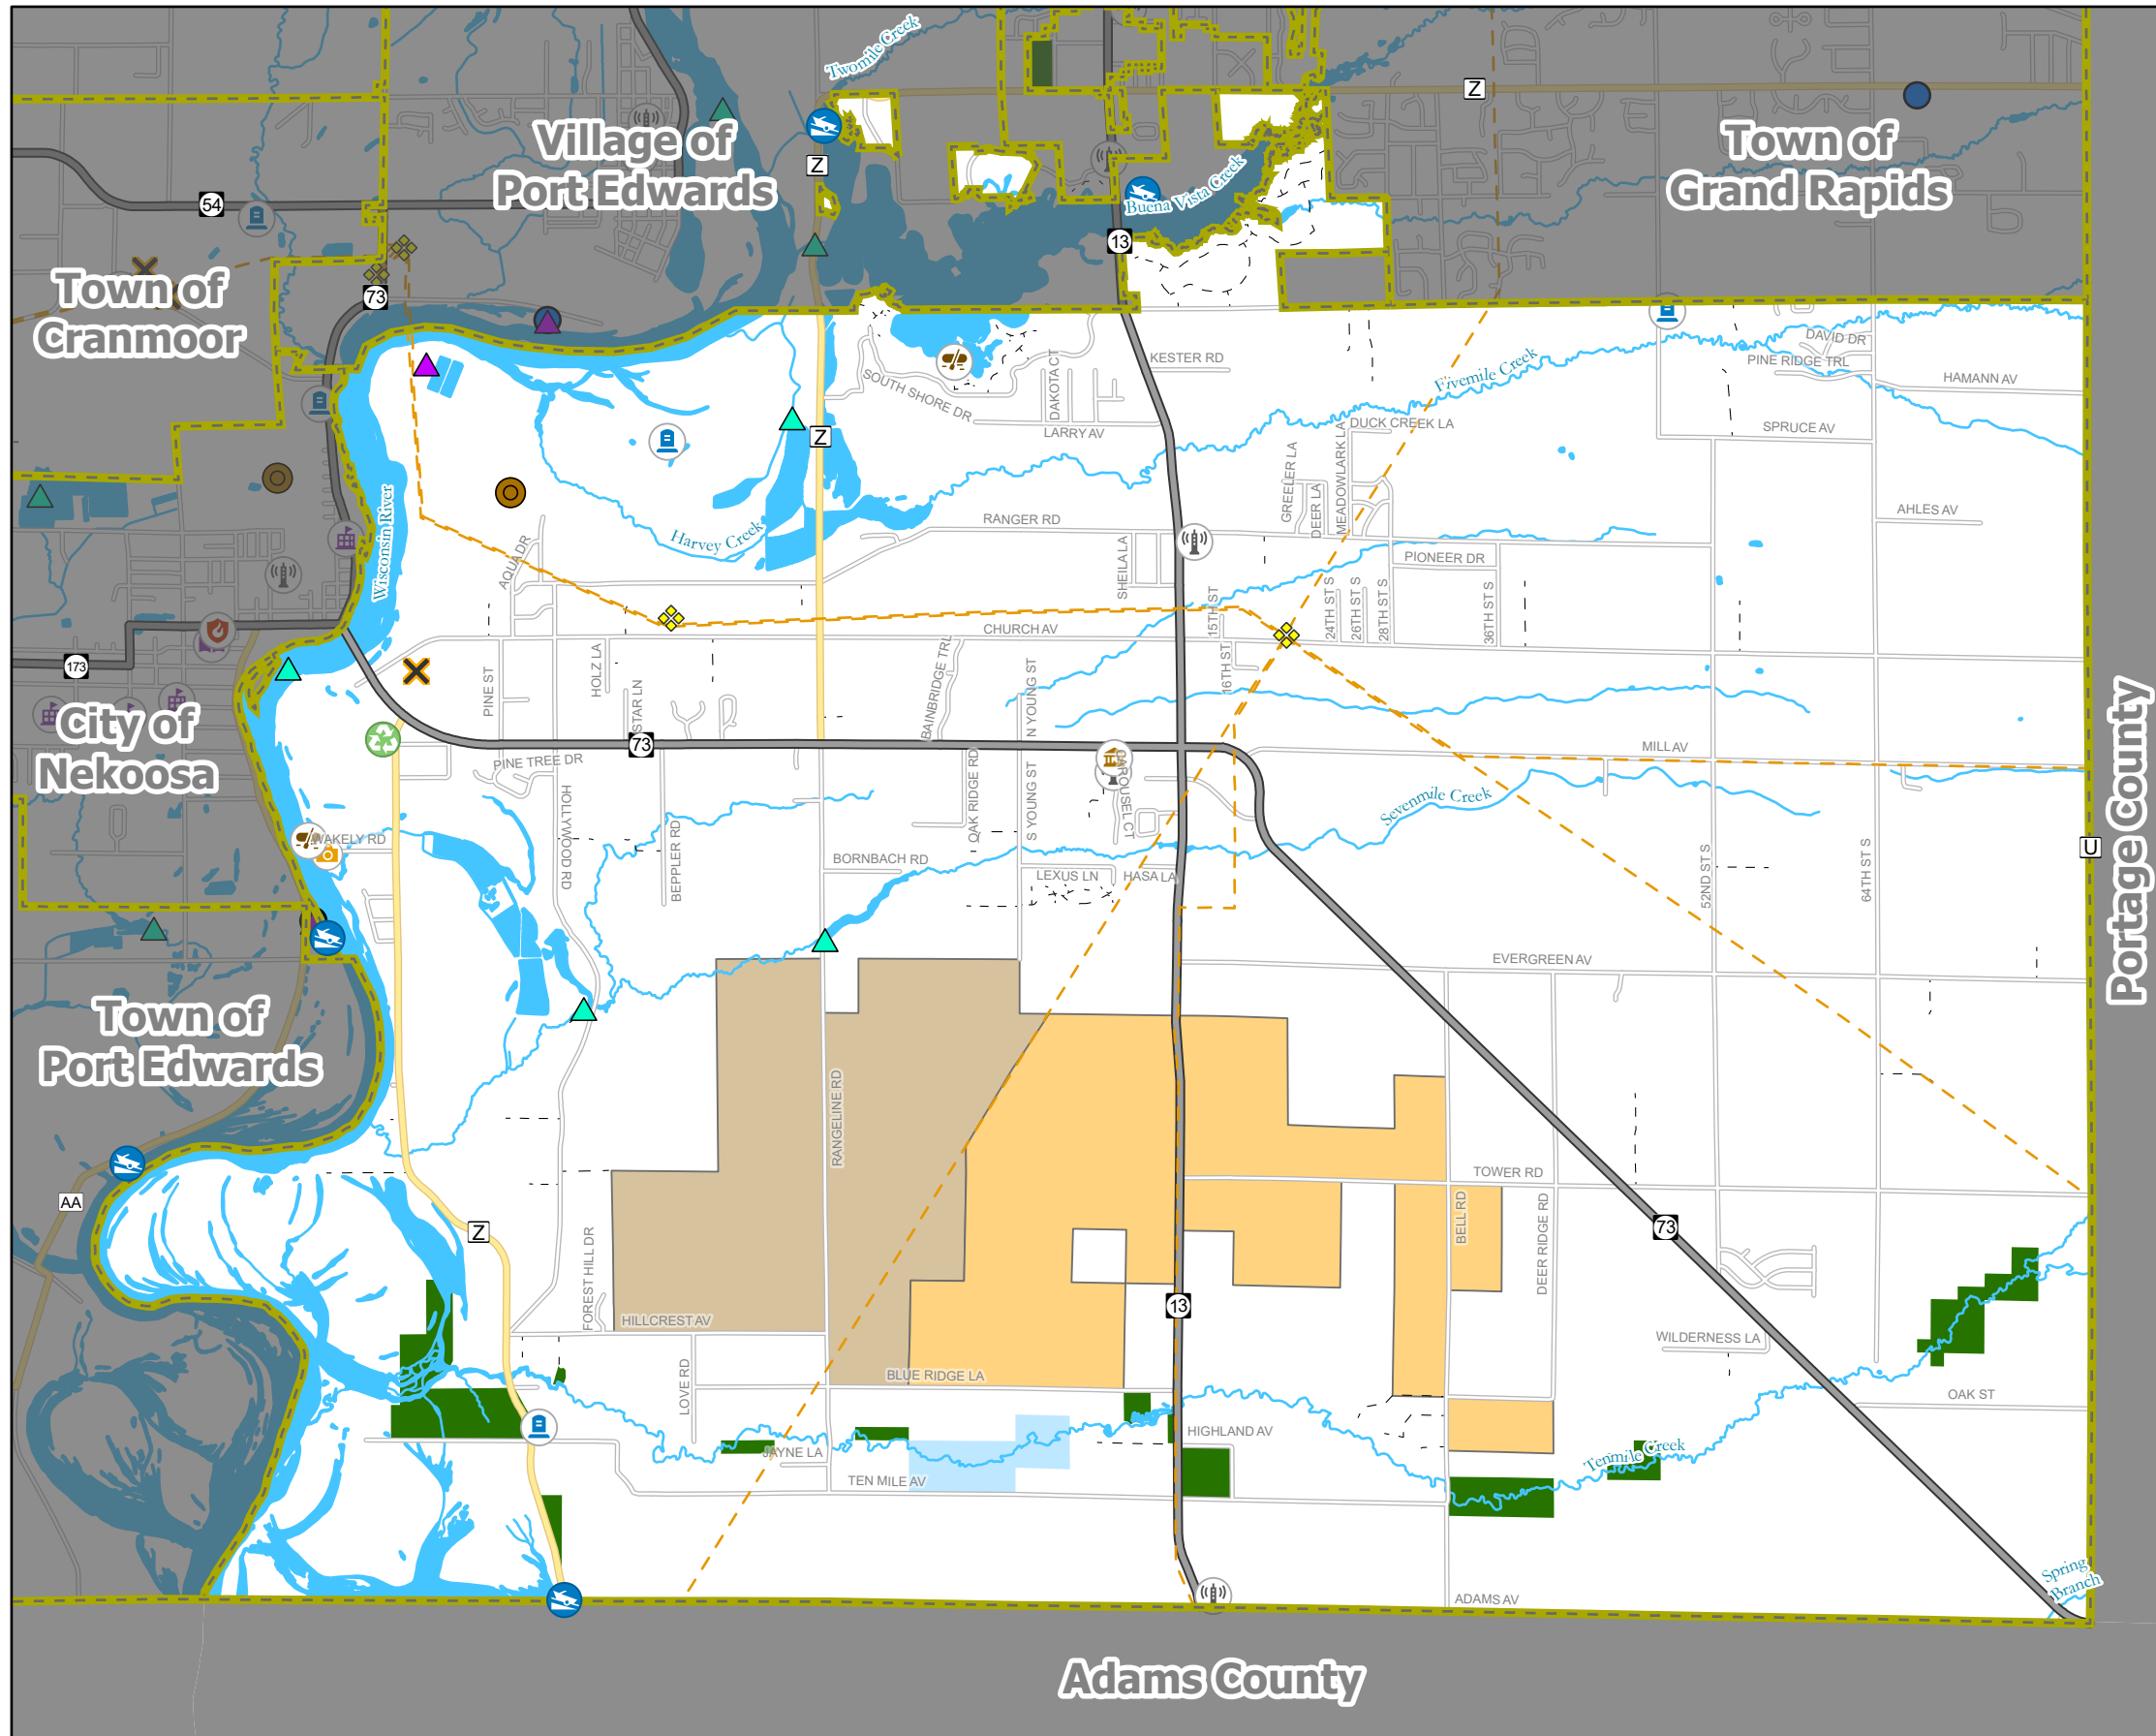 Twomile Creek
Z
Village of
Port Edwards
Z
Town of
Grand Rapids
54
Buena Vista Creek
13
Town of
Cranmoor
73
KESTER RD
Fivemile Creek
DAVID DR
PINE RIDGE TRL
HAMANN AV
SOUTH SHORE DR
DAKOTA CT
LARRY AV
DUCK CREEK LA
SPRUCE AV
Z
GREELER LA
DEER LA
MEADOWLARK LA
AHLES AV
Wisconsin River
Harvey Creek
RANGER RD
AQUA DR
SHEILA LA
PIONEER DR
15TH ST
24TH ST S
26TH ST S
28TH ST S
36TH ST S
CHURCH AV
173
PINE ST
HOLZ LA
STAR LN
BAINBRIDGE TRL
N YOUNG ST
16TH ST
City of
Nekoosa
73
MILL AV
PINE TREE DR
OAK RIDGE RD
S YOUNG ST
CAROUSEL CT
Sevenmile Creek
Portage County
HOLLYWOOD RD
BEPPLER RD
WAKELY RD
BORNBACH RD
LEXUS LN
HASA LA
52ND ST S
64TH ST S
U
EVERGREEN AV
Town of
Port Edwards
RANGELINE RD
AA
TOWER RD
Z
BELL RD
DEER RIDGE RD
73
FOREST HILL DR
13
HILLCREST AV
WILDERNESS LA
LOVE RD
BLUE RIDGE LA
OAK ST
HIGHLAND AV
JAYNE LA
Tenmile Creek
TEN MILE AV
Spring
Branch
ADAMS AV
Adams County